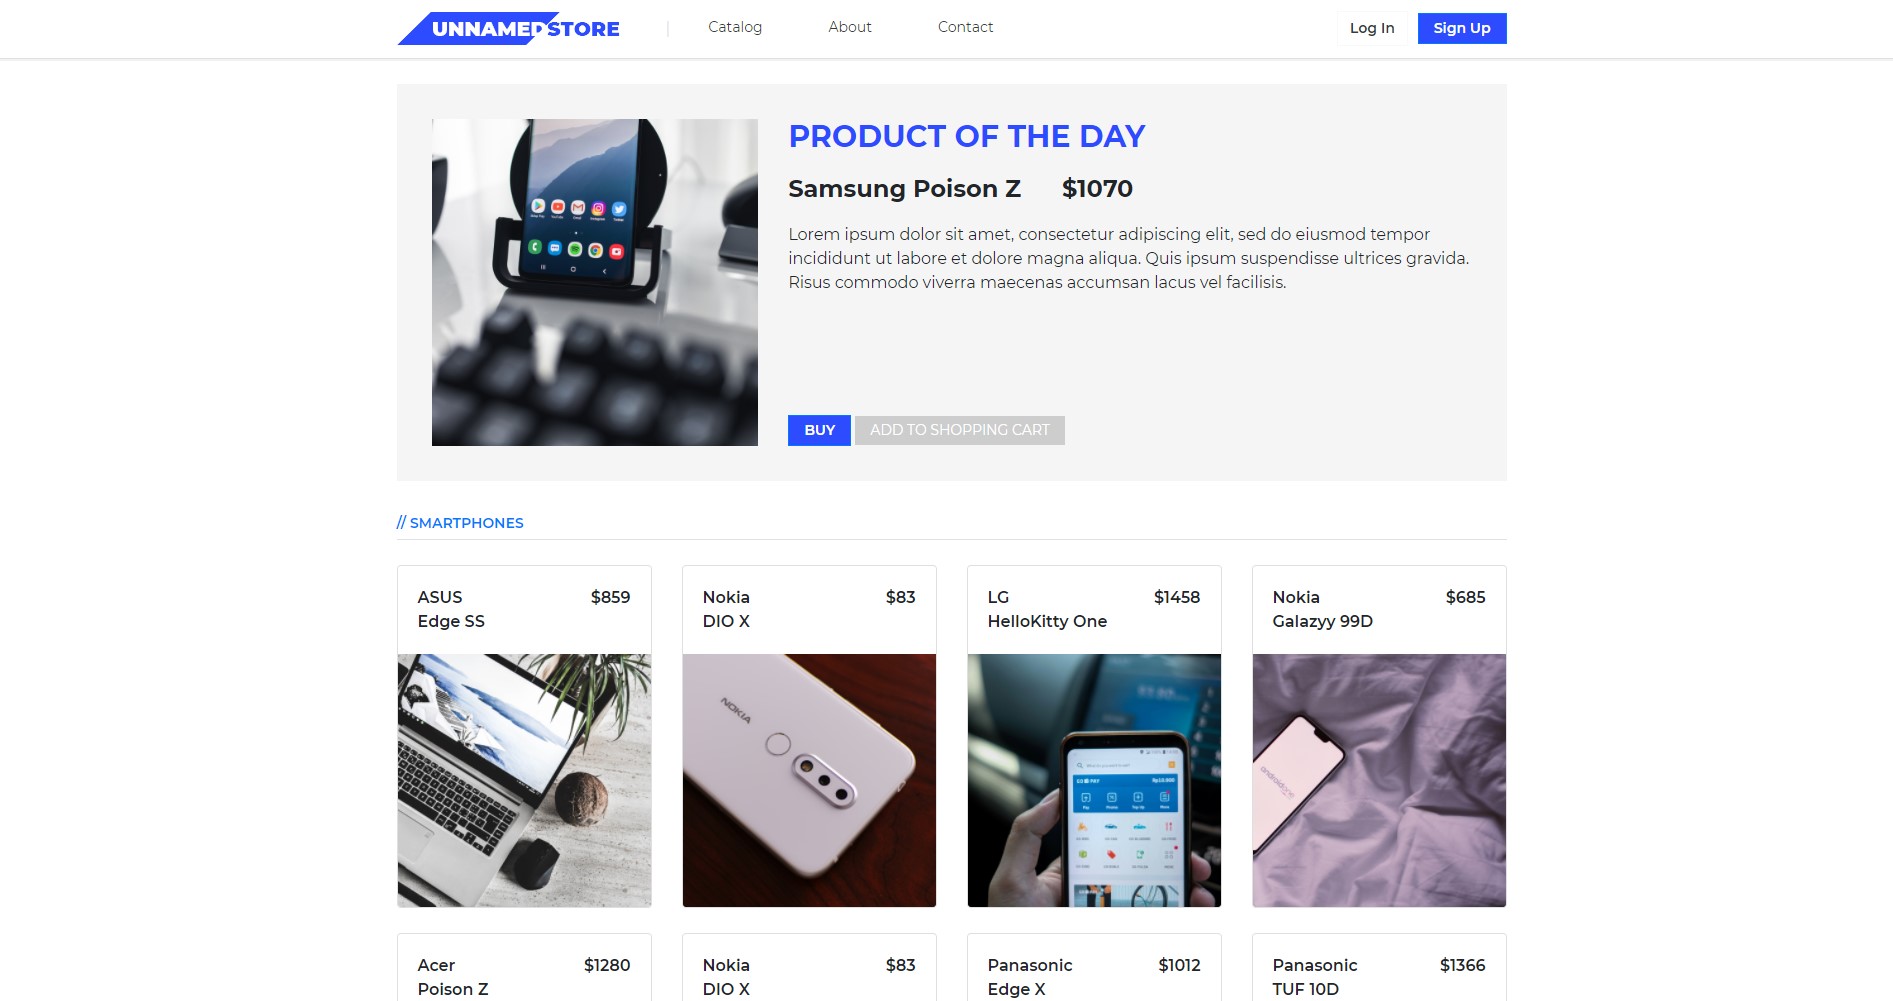 UNNAMEDSTORE | Catalog About Contact Log In Sign Up
PRODUCT OF THE DAY
Samsung Poison Z $1070
Lorem ipsum dolor sit amet, consectetur adipiscing elit, sed do eiusmod tempor
incididunt ut labore et dolore magna aliqua. Quis ipsum suspendisse ultrices gravida.
Risus commodo viverra maecenas accumsan lacus vel facilisis.
BUY ADD TO SHOPPING CART
// SMARTPHONES
ASUS $859
Edge SS
Nokia $83
DIO X
LG $1458
HelloKitty One
Nokia $685
Galazyy 99D
NOKIA
androidone
Acer $1280
Poison Z
Nokia $83
DIO X
Panasonic $1012
Edge X
Panasonic $1366
TUF 10D